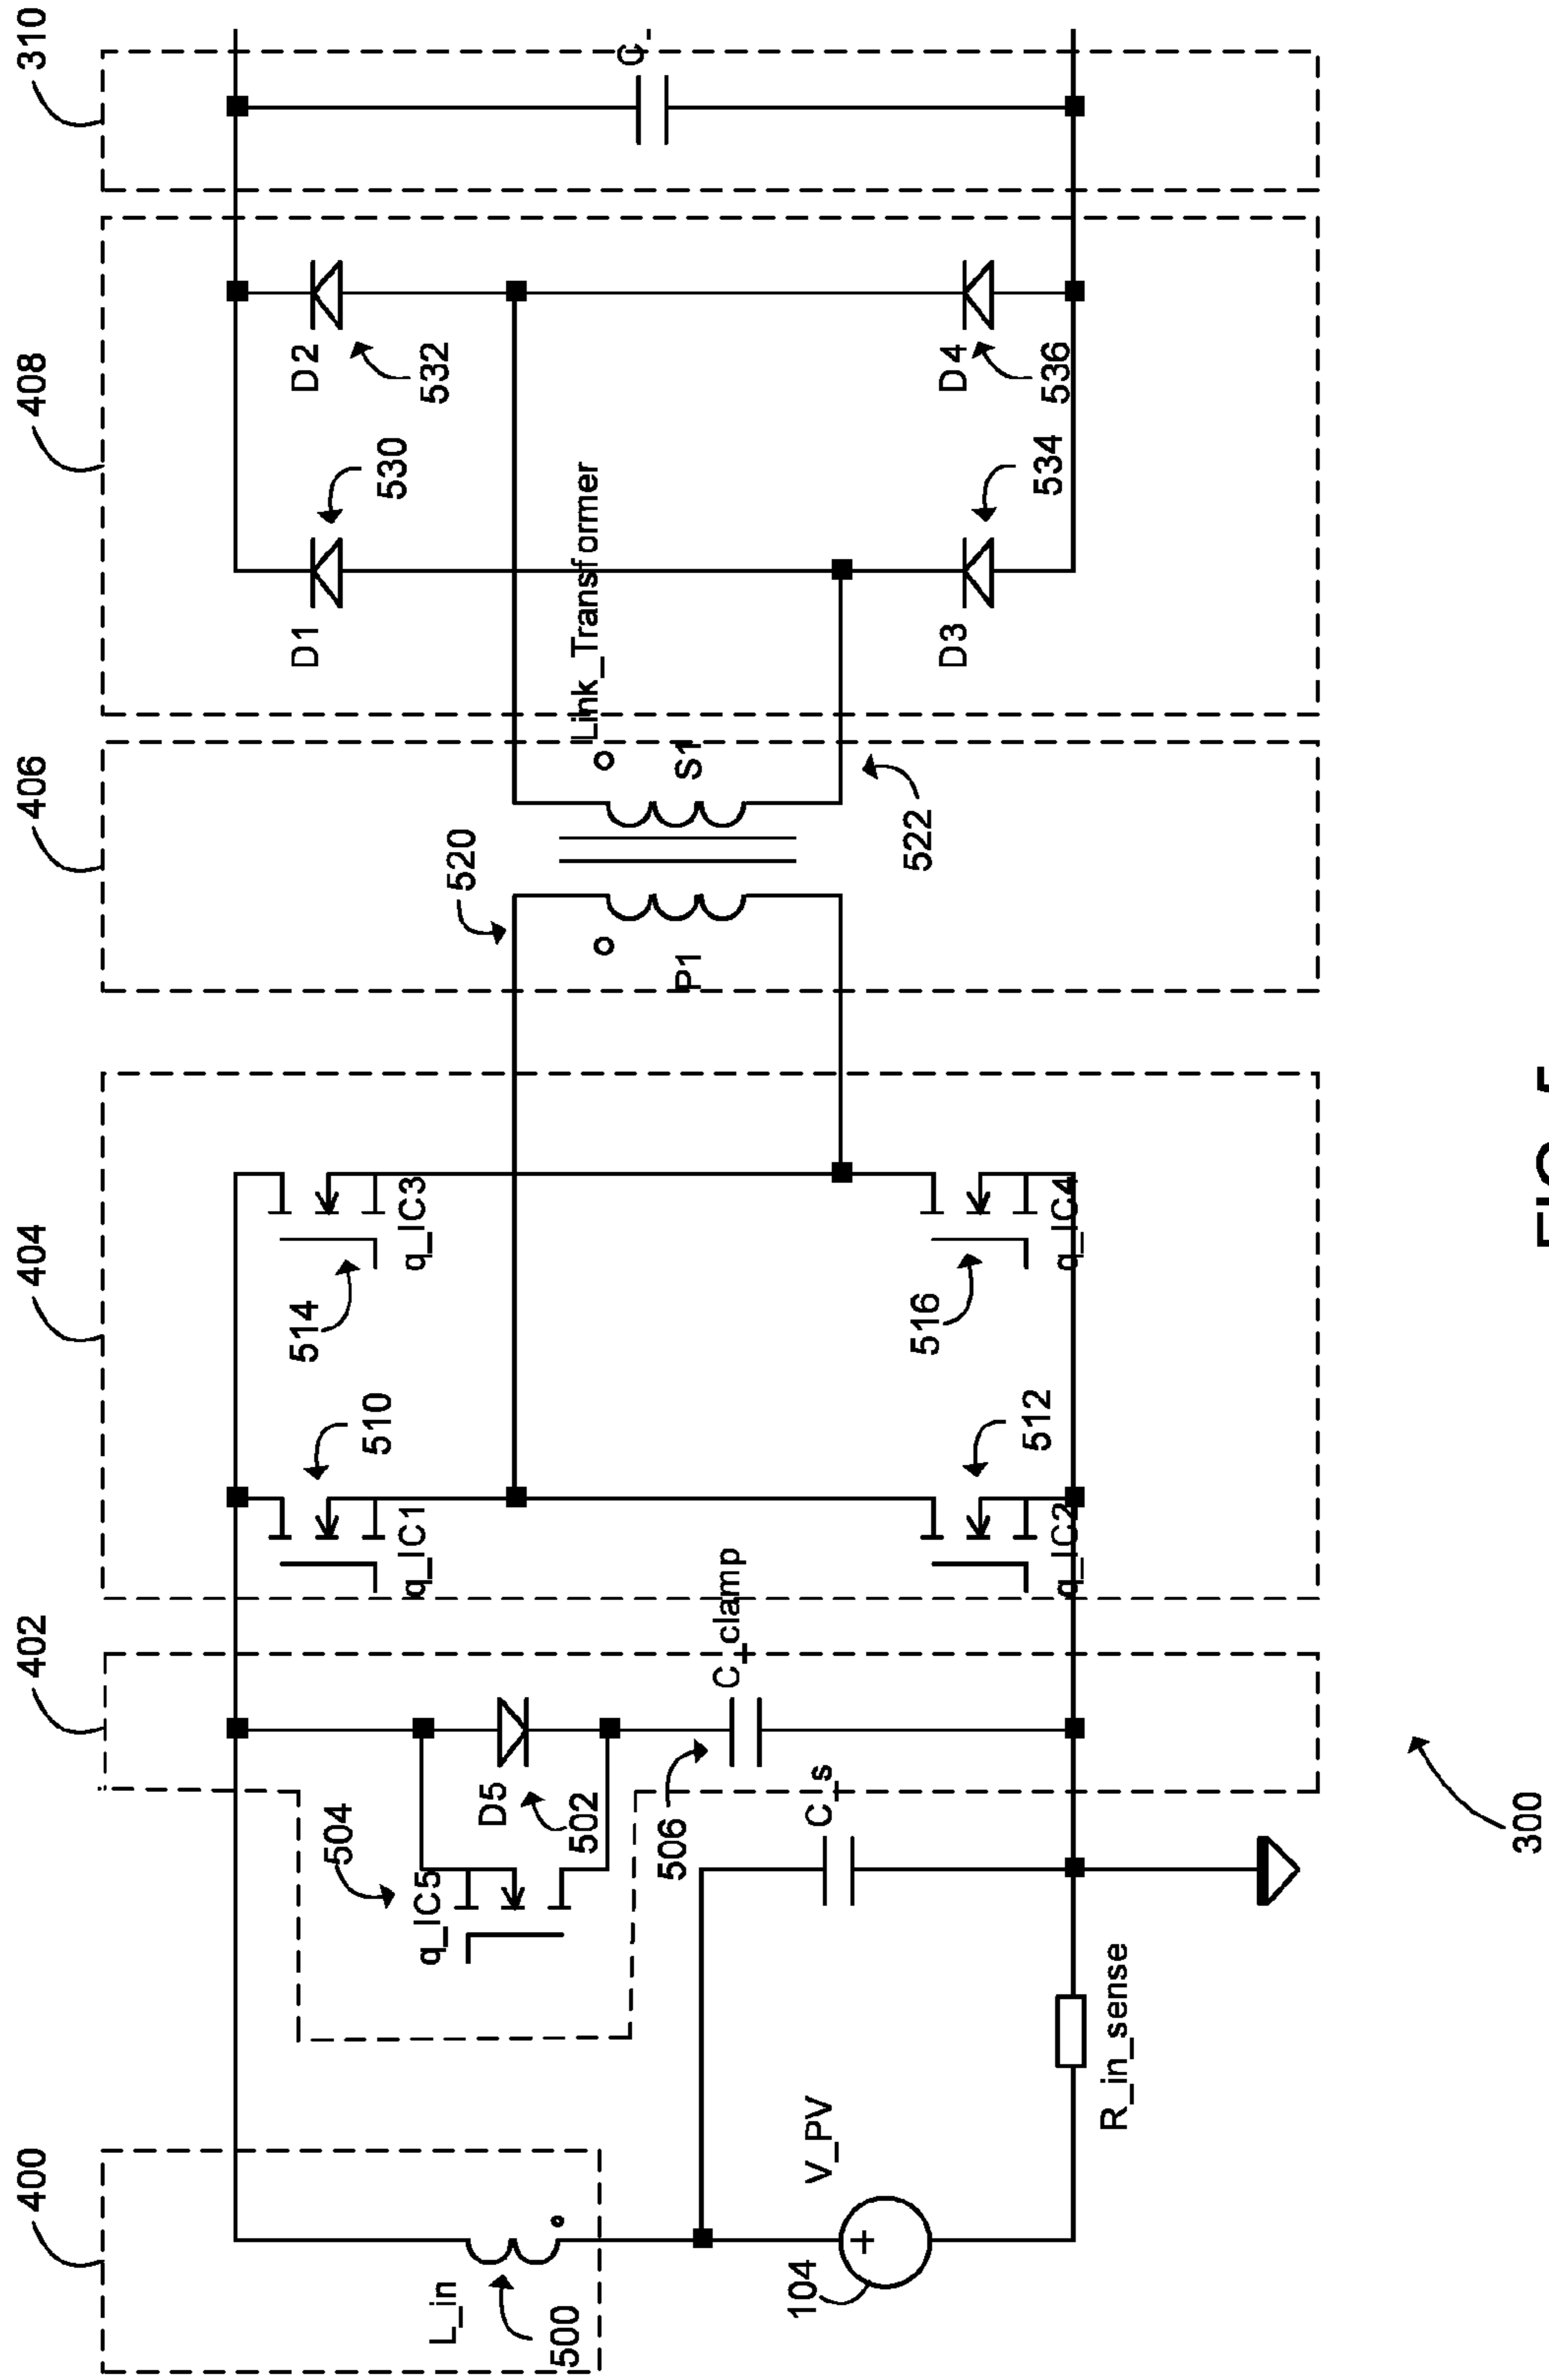 400
402
404
406
408
310
L_in
500
104
V_PV
R_in_sense
504
q_IC5
D5
502
506
C_clamp
C_s
q_IC1
510
q_IC2
512
514
q_IC3
516
q_IC4
520
P1
S1
522
Link_Transformer
D1
530
D2
532
D3
534
D4
536
300